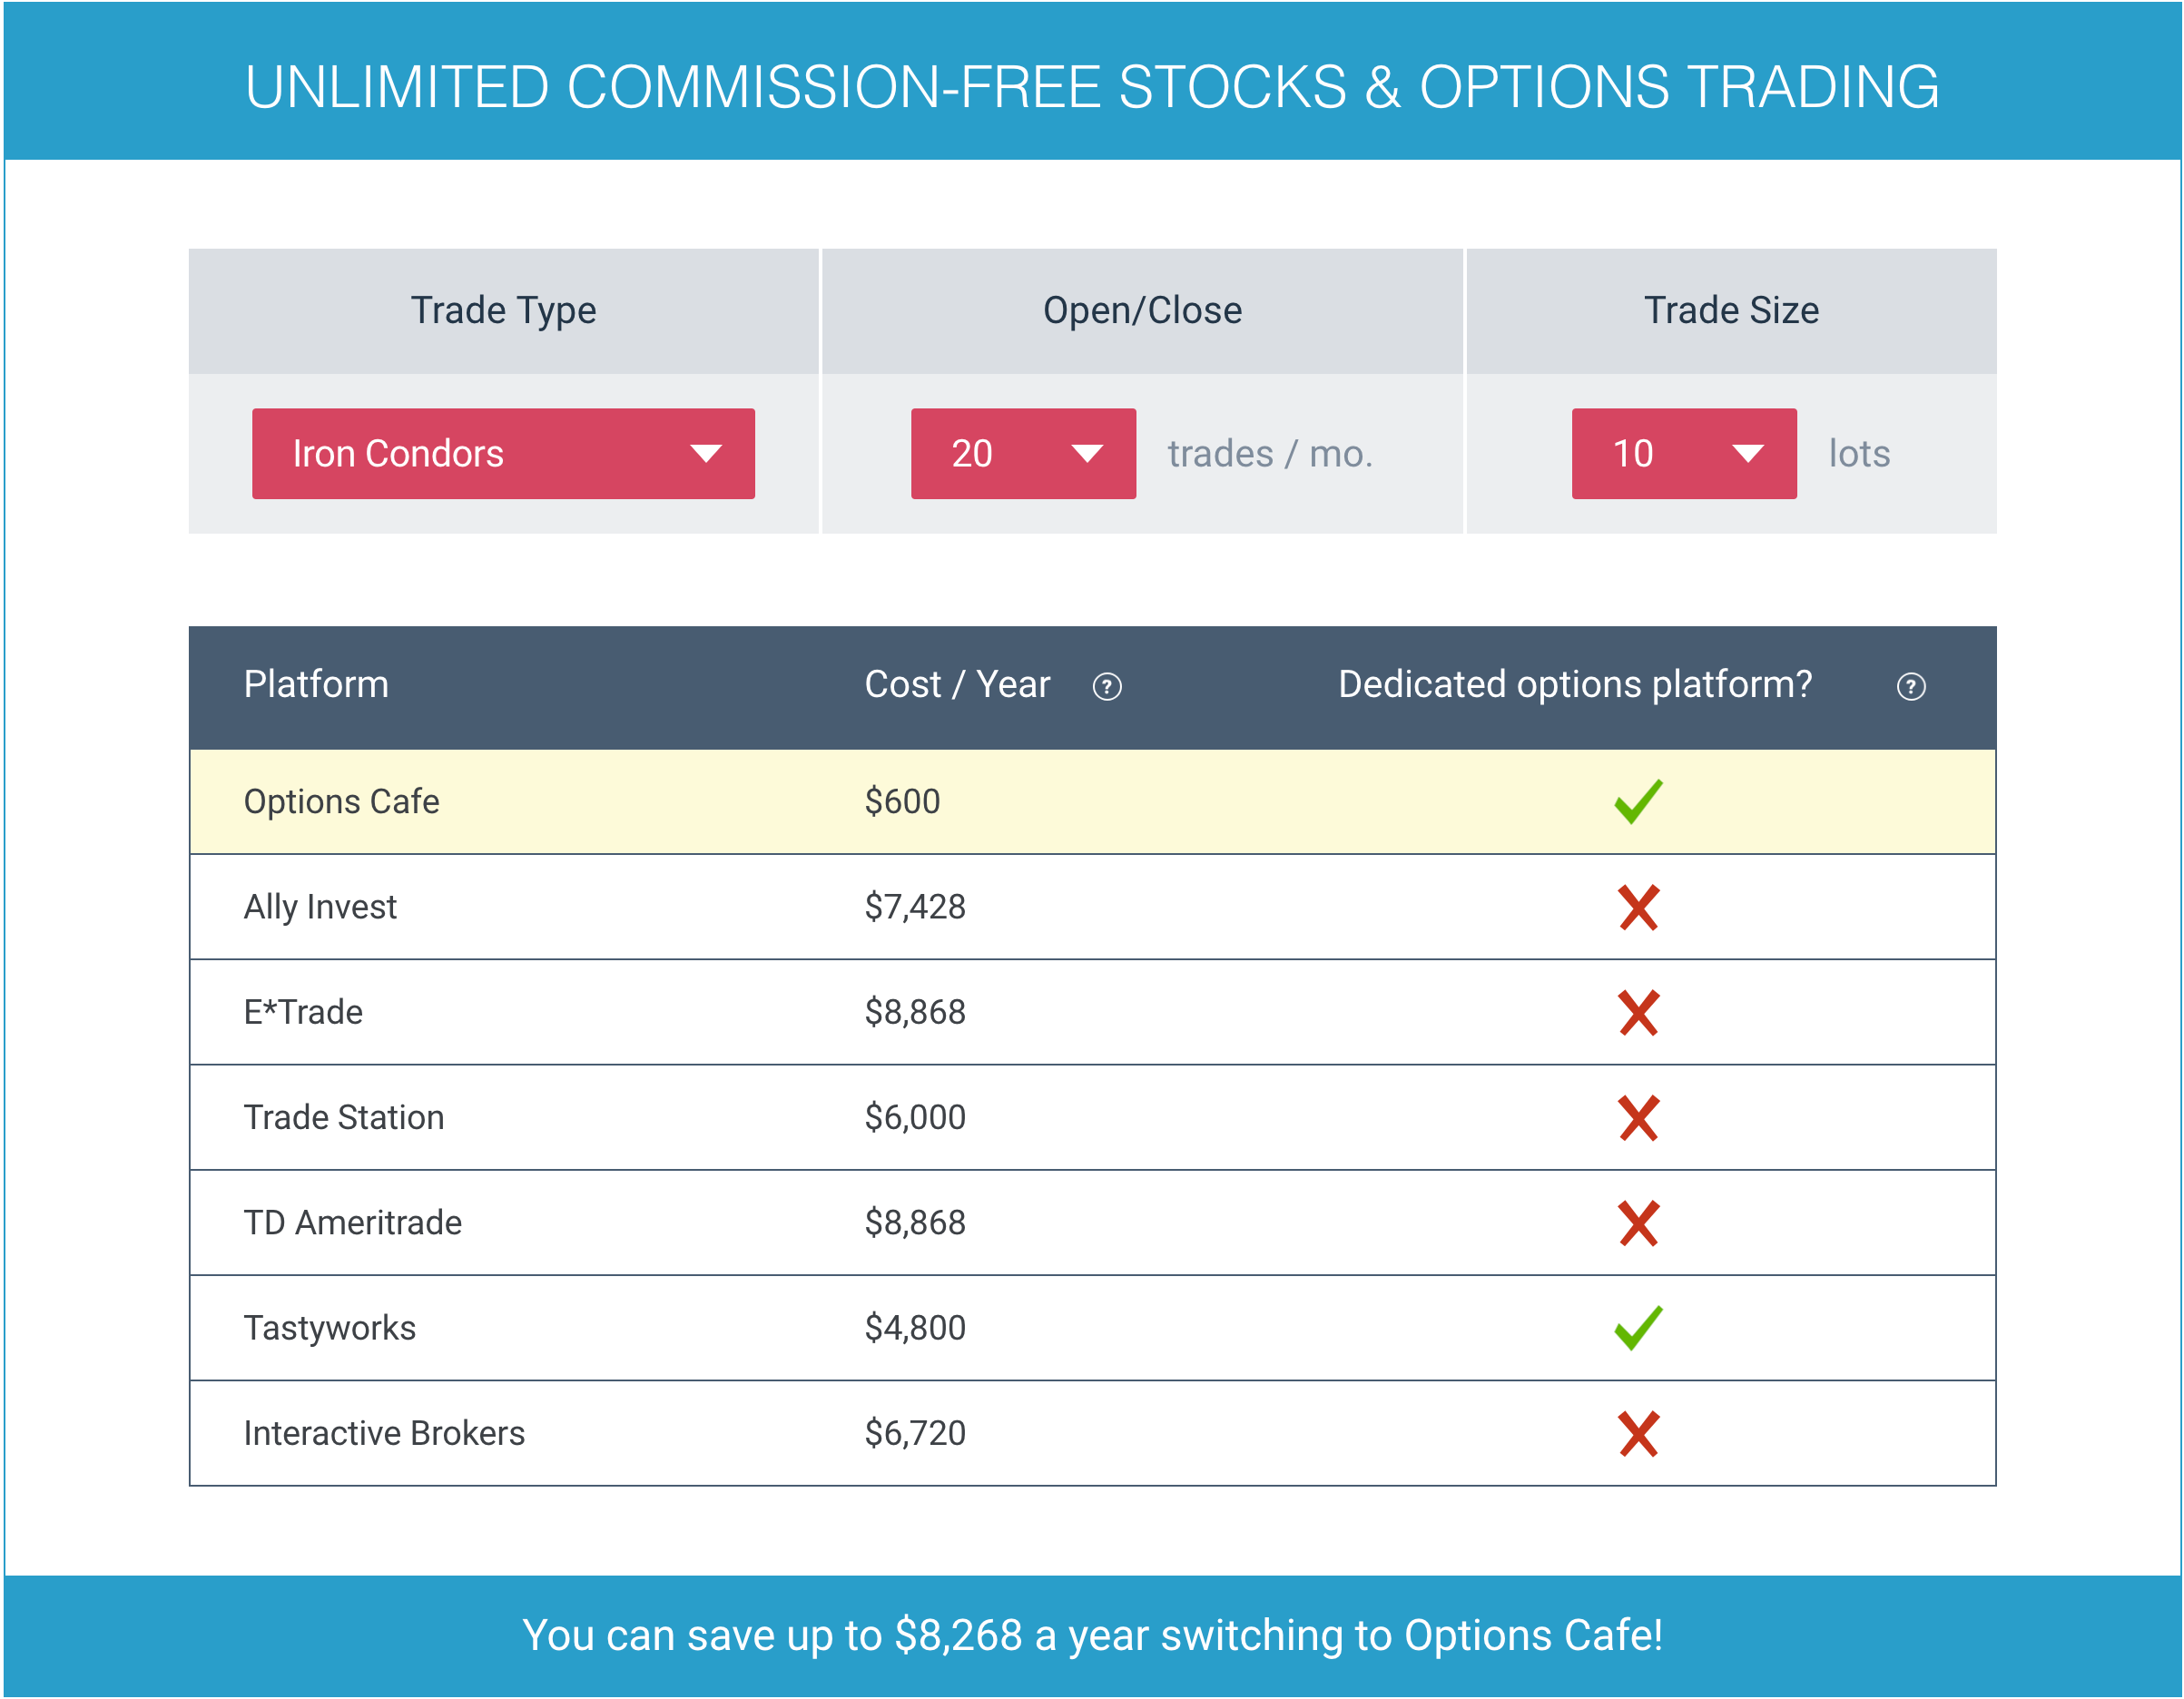 UNLIMITED COMMISSION-FREE STOCKS & OPTIONS TRADING
Trade Type Open/Close Trade Size
Iron Condors 20 trades / mo. 10 lots
Platform Cost / Year ? Dedicated options platform? ?
Options Cafe $600
Ally Invest $7,428
E*Trade $8,868
Trade Station $6,000
TD Ameritrade $8,868
Tastyworks $4,800
Interactive Brokers $6,720
You can save up to $8,268 a year switching to Options Cafe!